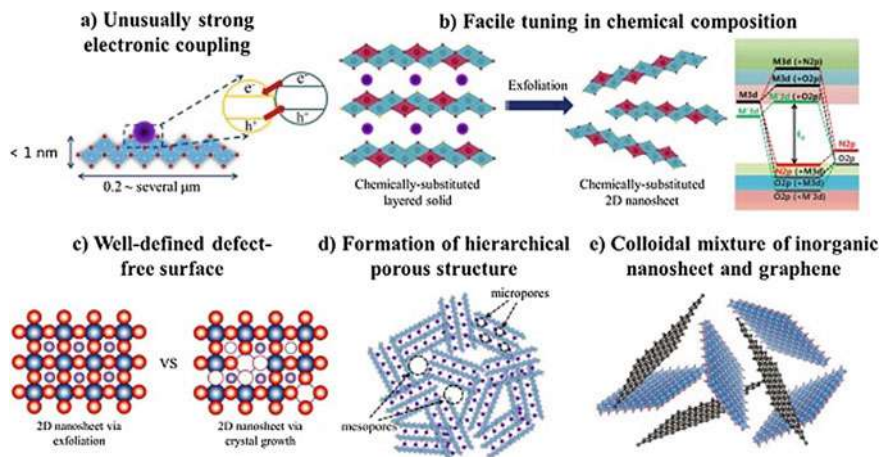 a) Unusually strong
electronic coupling
e-
e-
h+
h+
< 1 nm
0.2 ~ several μm
b) Facile tuning in chemical composition
Exfoliation
Chemically-substituted
layered solid
Chemically-substituted
2D nanosheet
M3d (+N2p)
M3d (+O2p)
M3d
M'3d (+O2p)
M'3d
N2p
O2p
N2p (+M3d)
O2p (+M3d)
O2p (+M'3d)
c) Well-defined defect-
free surface
VS
2D nanosheet via
exfoliation
2D nanosheet via
crystal growth
d) Formation of hierarchical
porous structure
micropores
mesopores
e) Colloidal mixture of inorganic
nanosheet and graphene